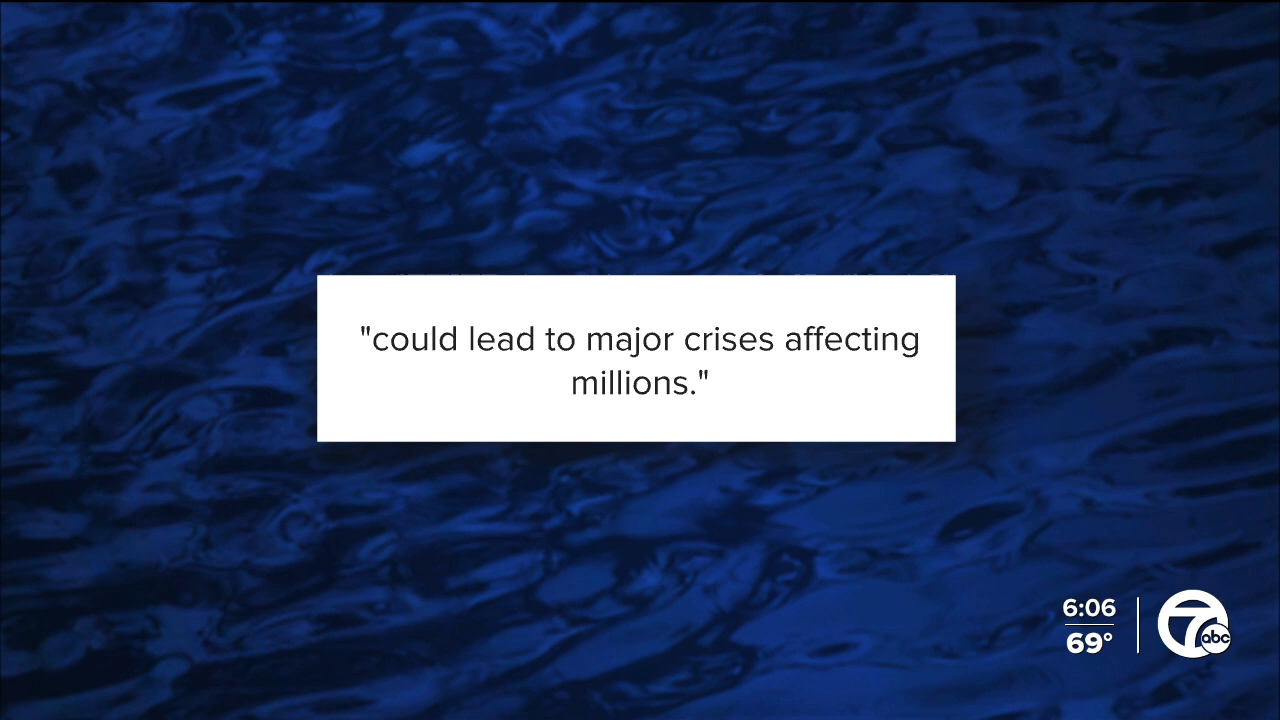 "could lead to major crises affecting
millions."
6:06
69°
7
abc